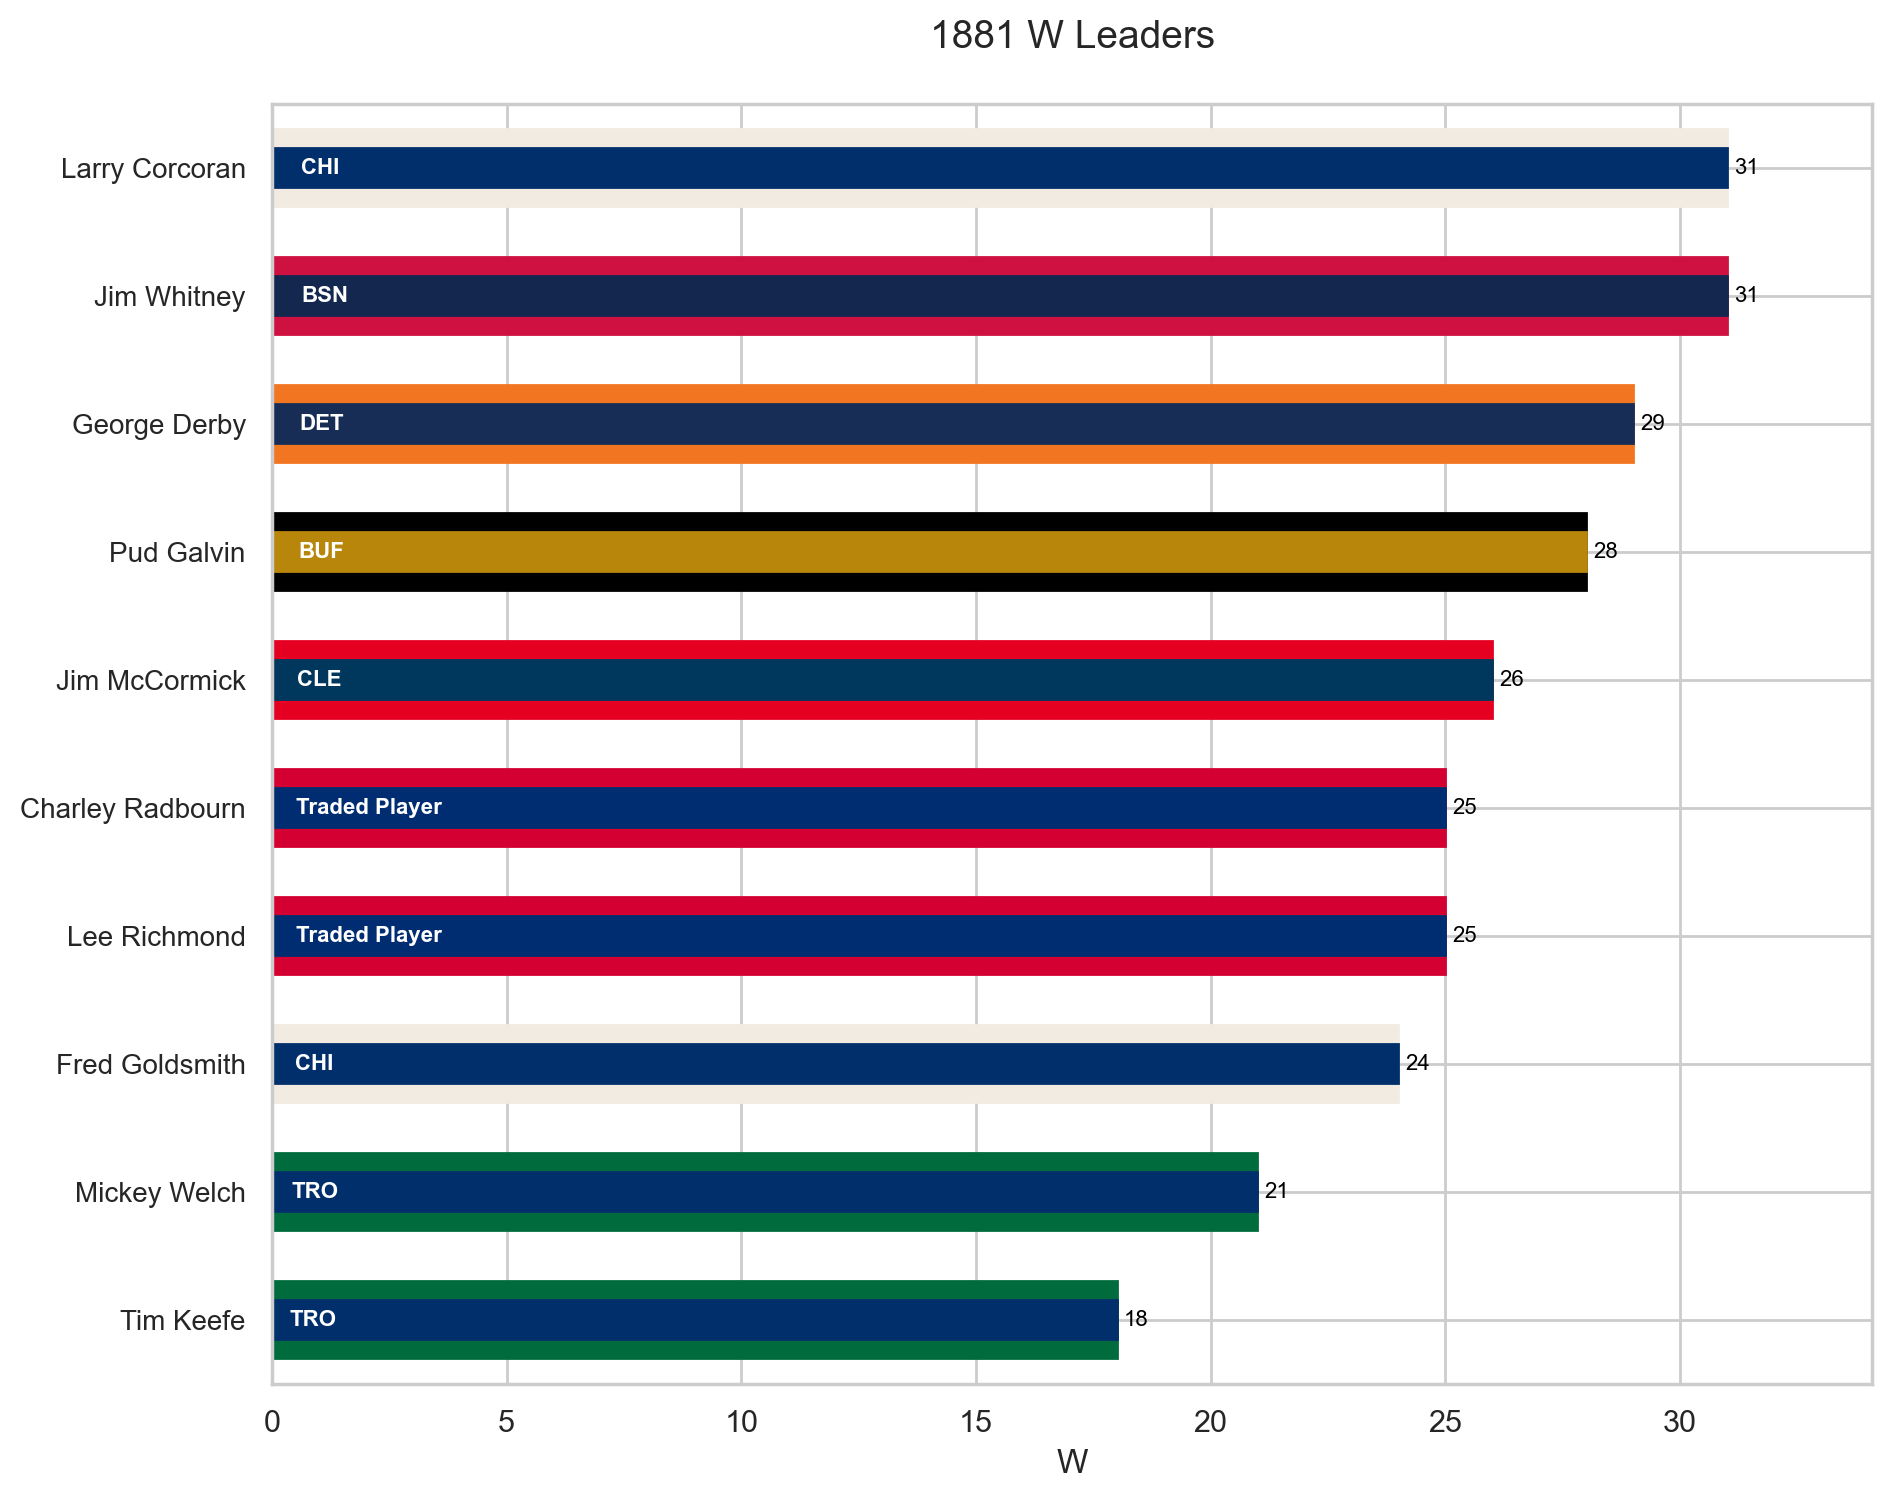 1881 W Leaders
Larry Corcoran CHI 31
Jim Whitney BSN 31
George Derby DET 29
Pud Galvin BUF 28
Jim McCormick CLE 26
Charley Radbourn Traded Player 25
Lee Richmond Traded Player 25
Fred Goldsmith CHI 24
Mickey Welch TRO 21
Tim Keefe TRO 18
0 5 10 15 20 25 30
W